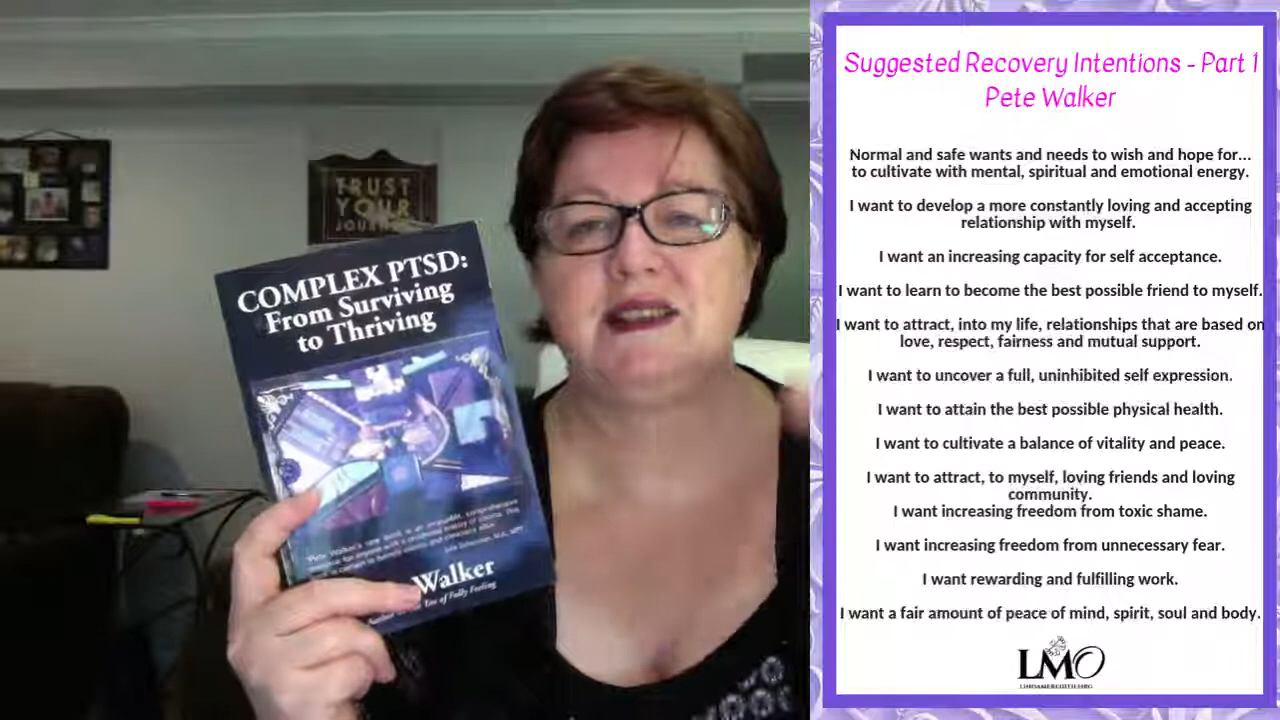 TRUST
YOUR
JOURNEY
COMPLEX PTSD:
From Surviving
to Thriving
Walker
of Fully Feeling
Suggested Recovery Intentions - Part 1
Pete Walker
Normal and safe wants and needs to wish and hope for...
to cultivate with mental, spiritual and emotional energy.
I want to develop a more constantly loving and accepting
relationship with myself.
I want an increasing capacity for self acceptance.
I want to learn to become the best possible friend to myself.
I want to attract, into my life, relationships that are based on
love, respect, fairness and mutual support.
I want to uncover a full, uninhibited self expression.
I want to attain the best possible physical health.
I want to cultivate a balance of vitality and peace.
I want to attract, to myself, loving friends and loving
community.
I want increasing freedom from toxic shame.
I want increasing freedom from unnecessary fear.
I want rewarding and fulfilling work.
I want a fair amount of peace of mind, spirit, soul and body.
LMO